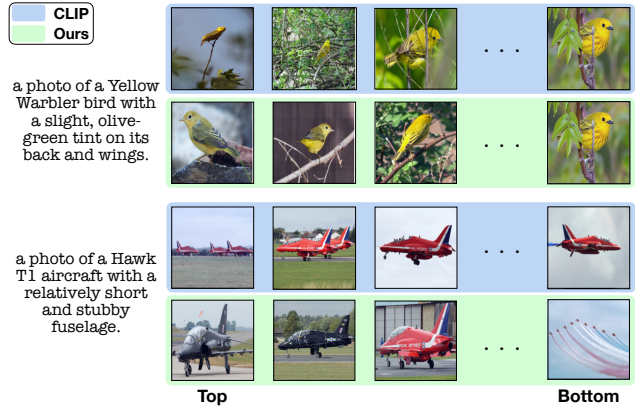 CLIP
Ours
a photo of a Yellow
Warbler bird with
a slight, olive-
green tint on its
back and wings.
. . .
. . .
a photo of a Hawk
T1 aircraft with a
relatively short
and stubby
fuselage.
. . .
. . .
Top
Bottom